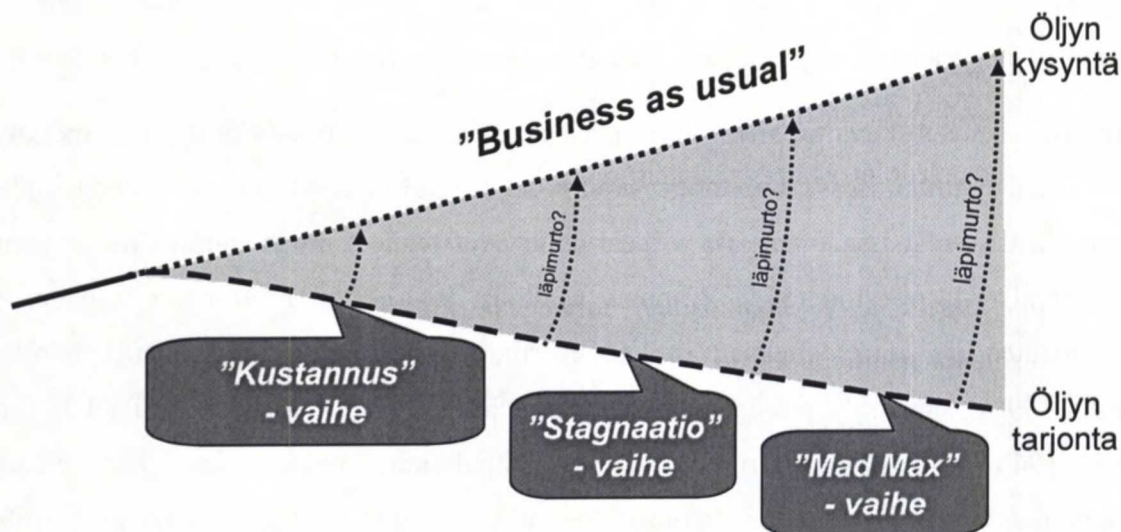 Öljyn
kysyntä
"Business as usual"
läpimurto?
läpimurto?
läpimurto?
"Kustannus"
- vaihe
"Stagnaatio"
- vaihe
"Mad Max"
- vaihe
Öljyn
tarjonta